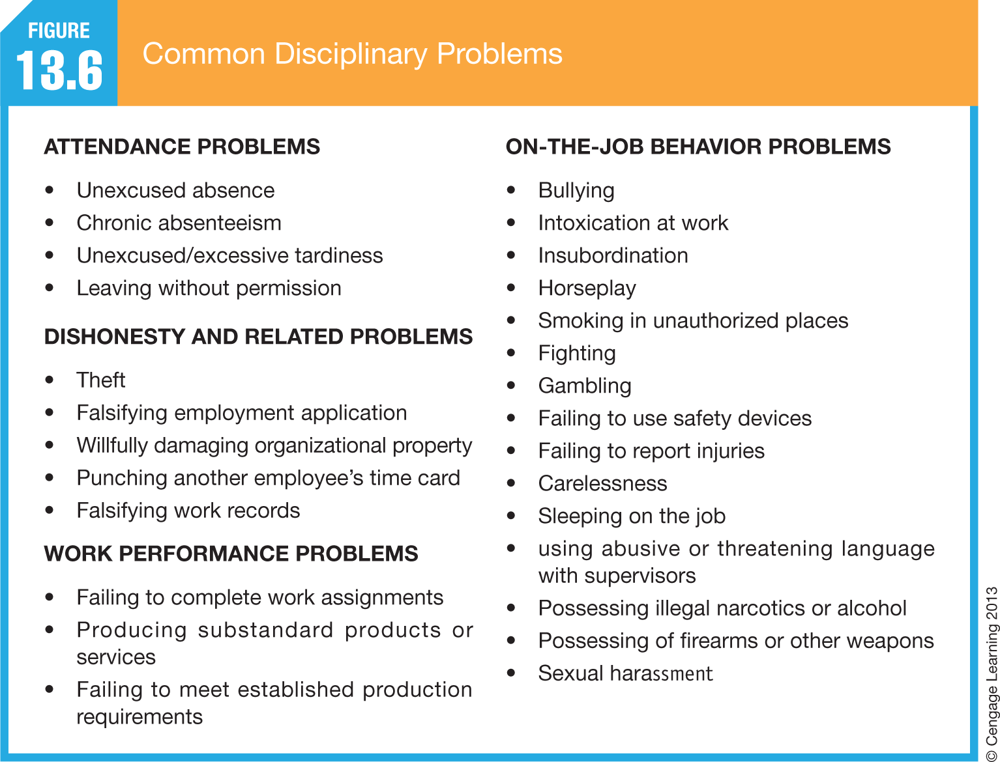 FIGURE
13.6
Common Disciplinary Problems
ATTENDANCE PROBLEMS
• Unexcused absence
• Chronic absenteeism
• Unexcused/excessive tardiness
• Leaving without permission
DISHONESTY AND RELATED PROBLEMS
• Theft
• Falsifying employment application
• Willfully damaging organizational property
• Punching another employee’s time card
• Falsifying work records
WORK PERFORMANCE PROBLEMS
• Failing to complete work assignments
• Producing substandard products or
services
• Failing to meet established production
requirements
ON-THE-JOB BEHAVIOR PROBLEMS
• Bullying
• Intoxication at work
• Insubordination
• Horseplay
• Smoking in unauthorized places
• Fighting
• Gambling
• Failing to use safety devices
• Failing to report injuries
• Carelessness
• Sleeping on the job
• using abusive or threatening language
with supervisors
• Possessing illegal narcotics or alcohol
• Possessing of firearms or other weapons
• Sexual harassment
© Cengage Learning 2013